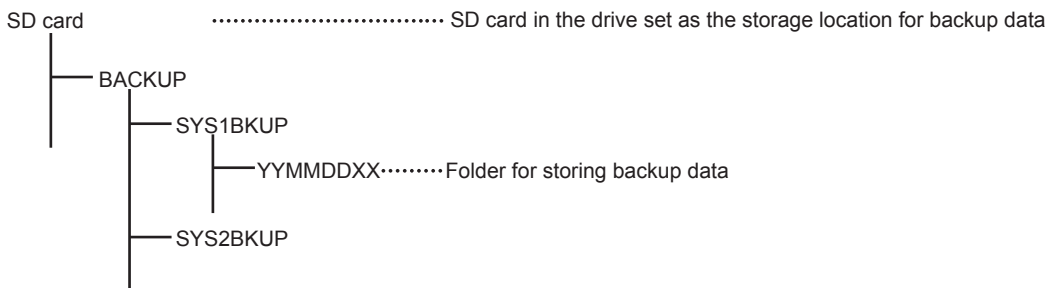 SD card ........................................ SD card in the drive set as the storage location for backup data
BACKUP
SYS1BKUP
YYMMDDXX.........Folder for storing backup data
SYS2BKUP